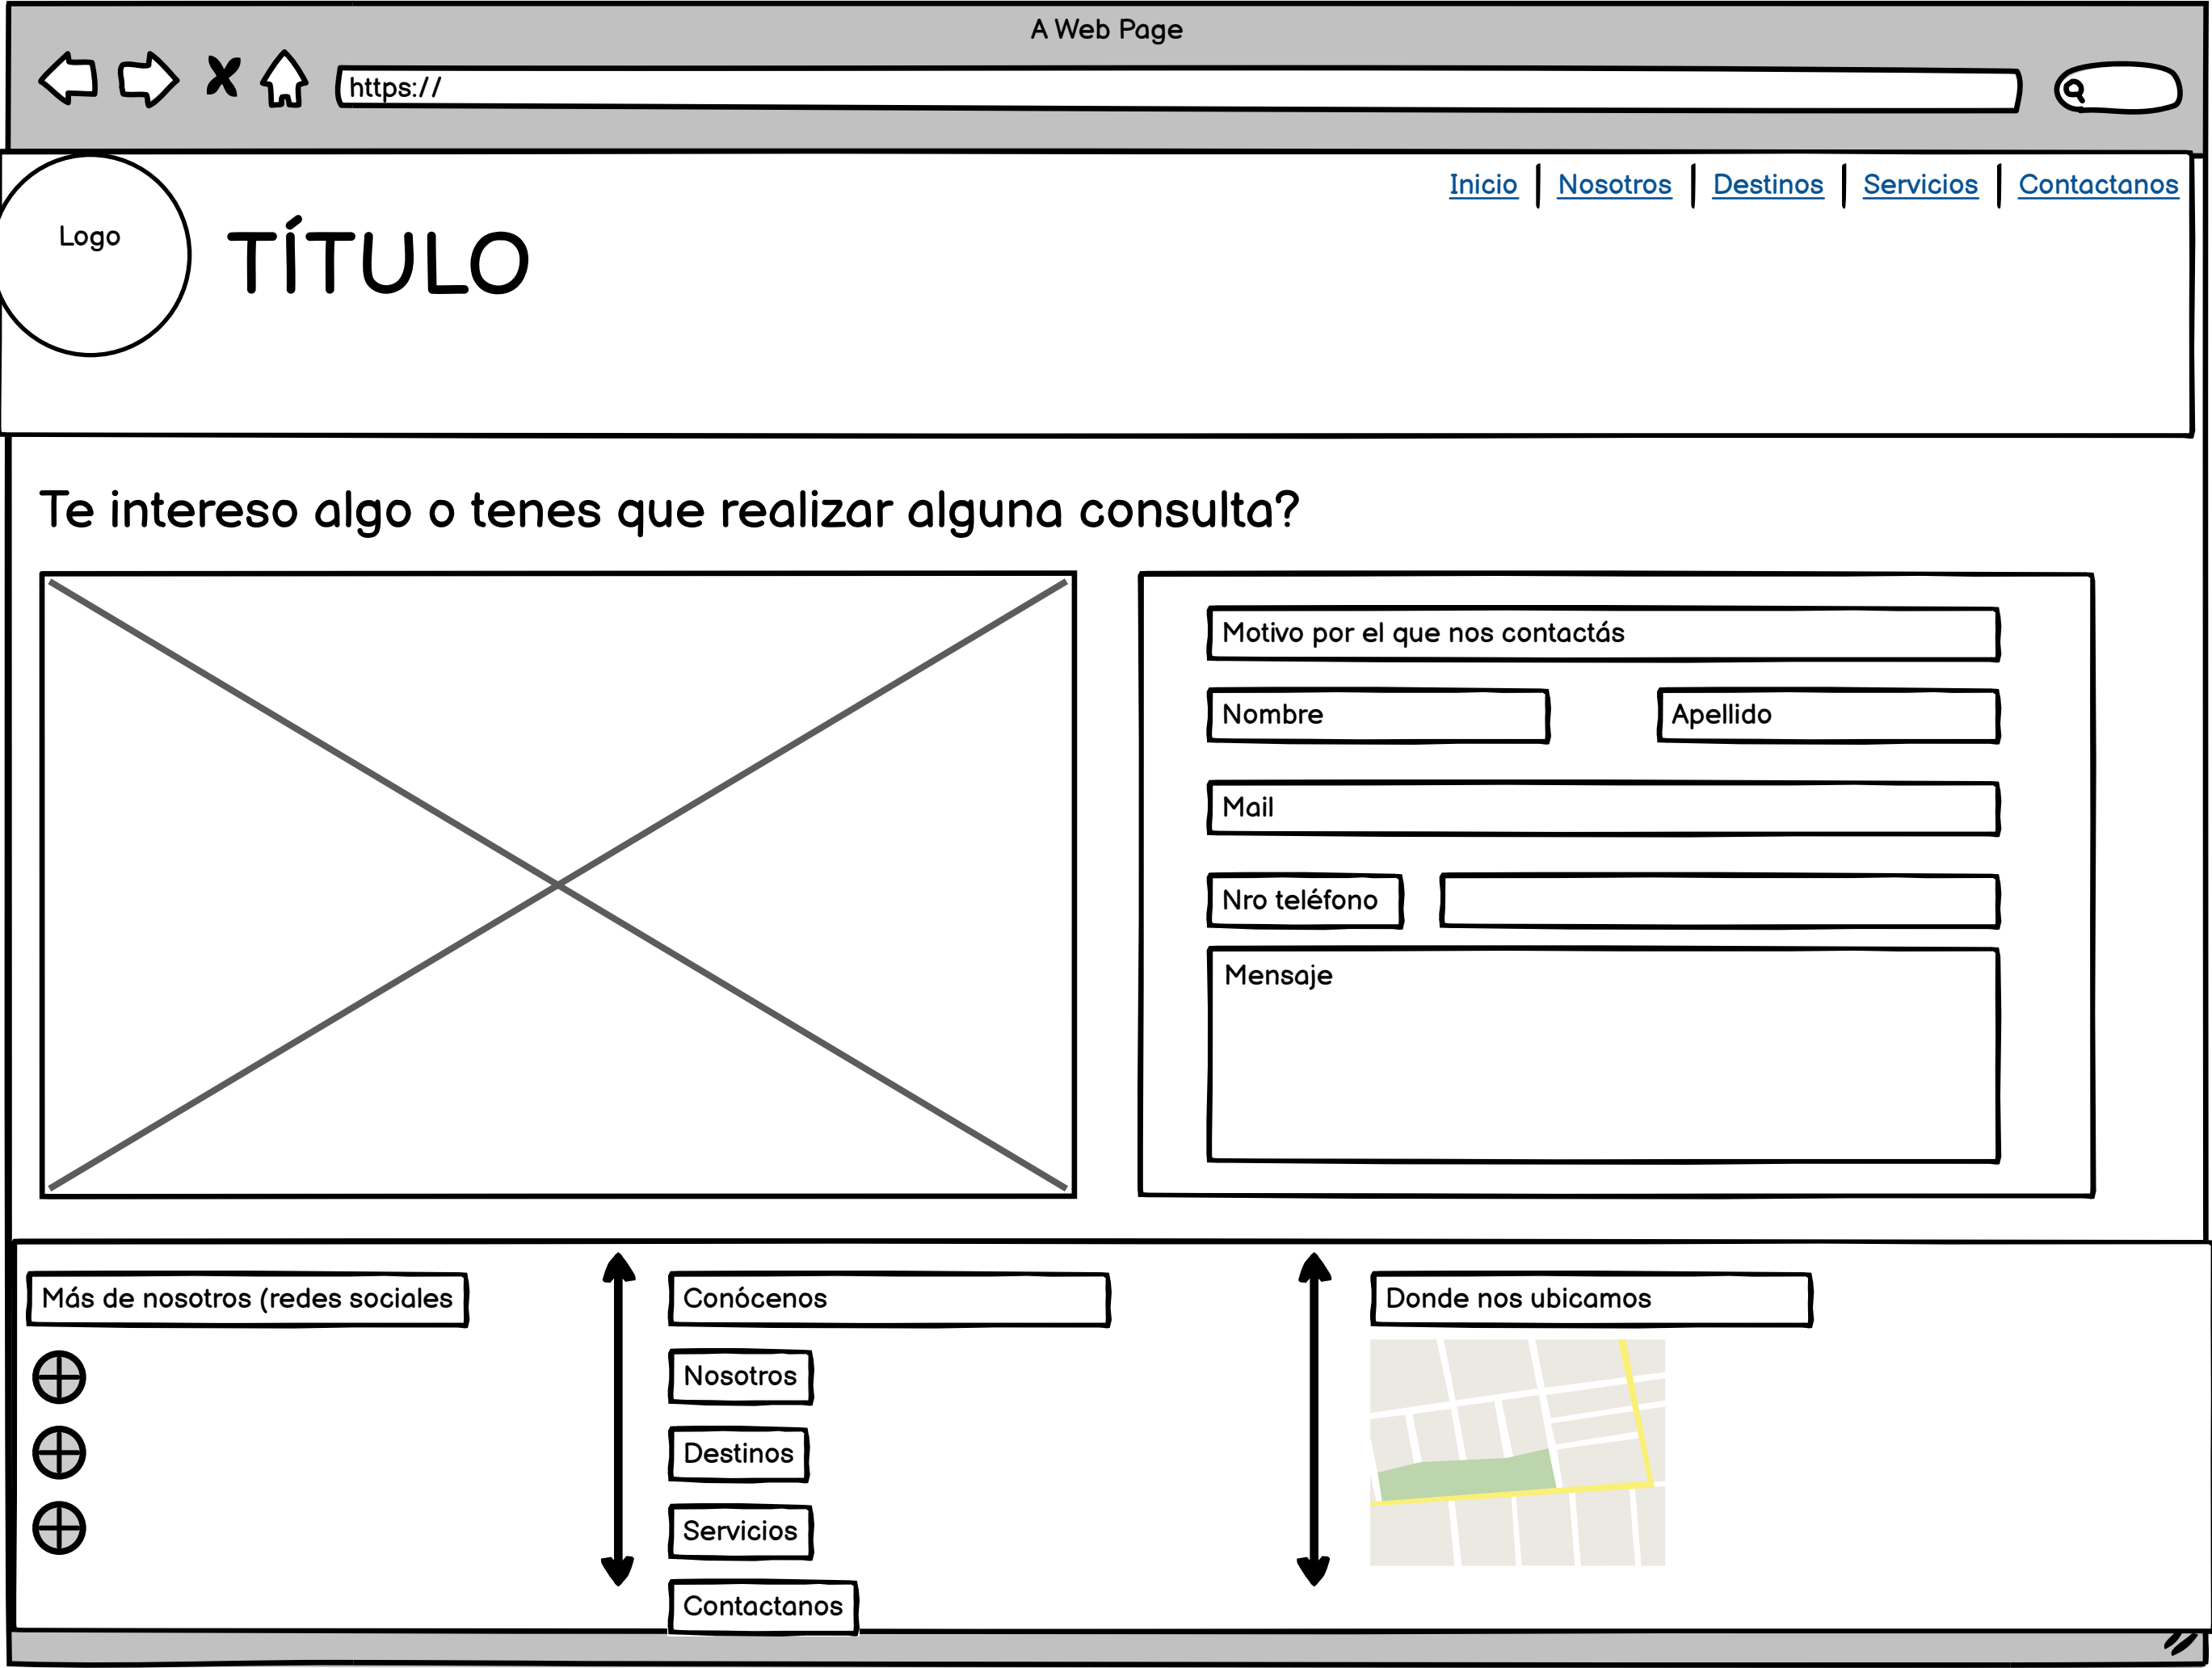 A Web Page
https://
Inicio Nosotros Destinos Servicios Contactanos
Logo
TÍTULO
Te intereso algo o tenes que realizar alguna consulta?
Motivo por el que nos contactás
Nombre
Apellido
Mail
Nro teléfono
Mensaje
Más de nosotros (redes sociales
Conócenos
Nosotros
Destinos
Servicios
Contactanos
Donde nos ubicamos